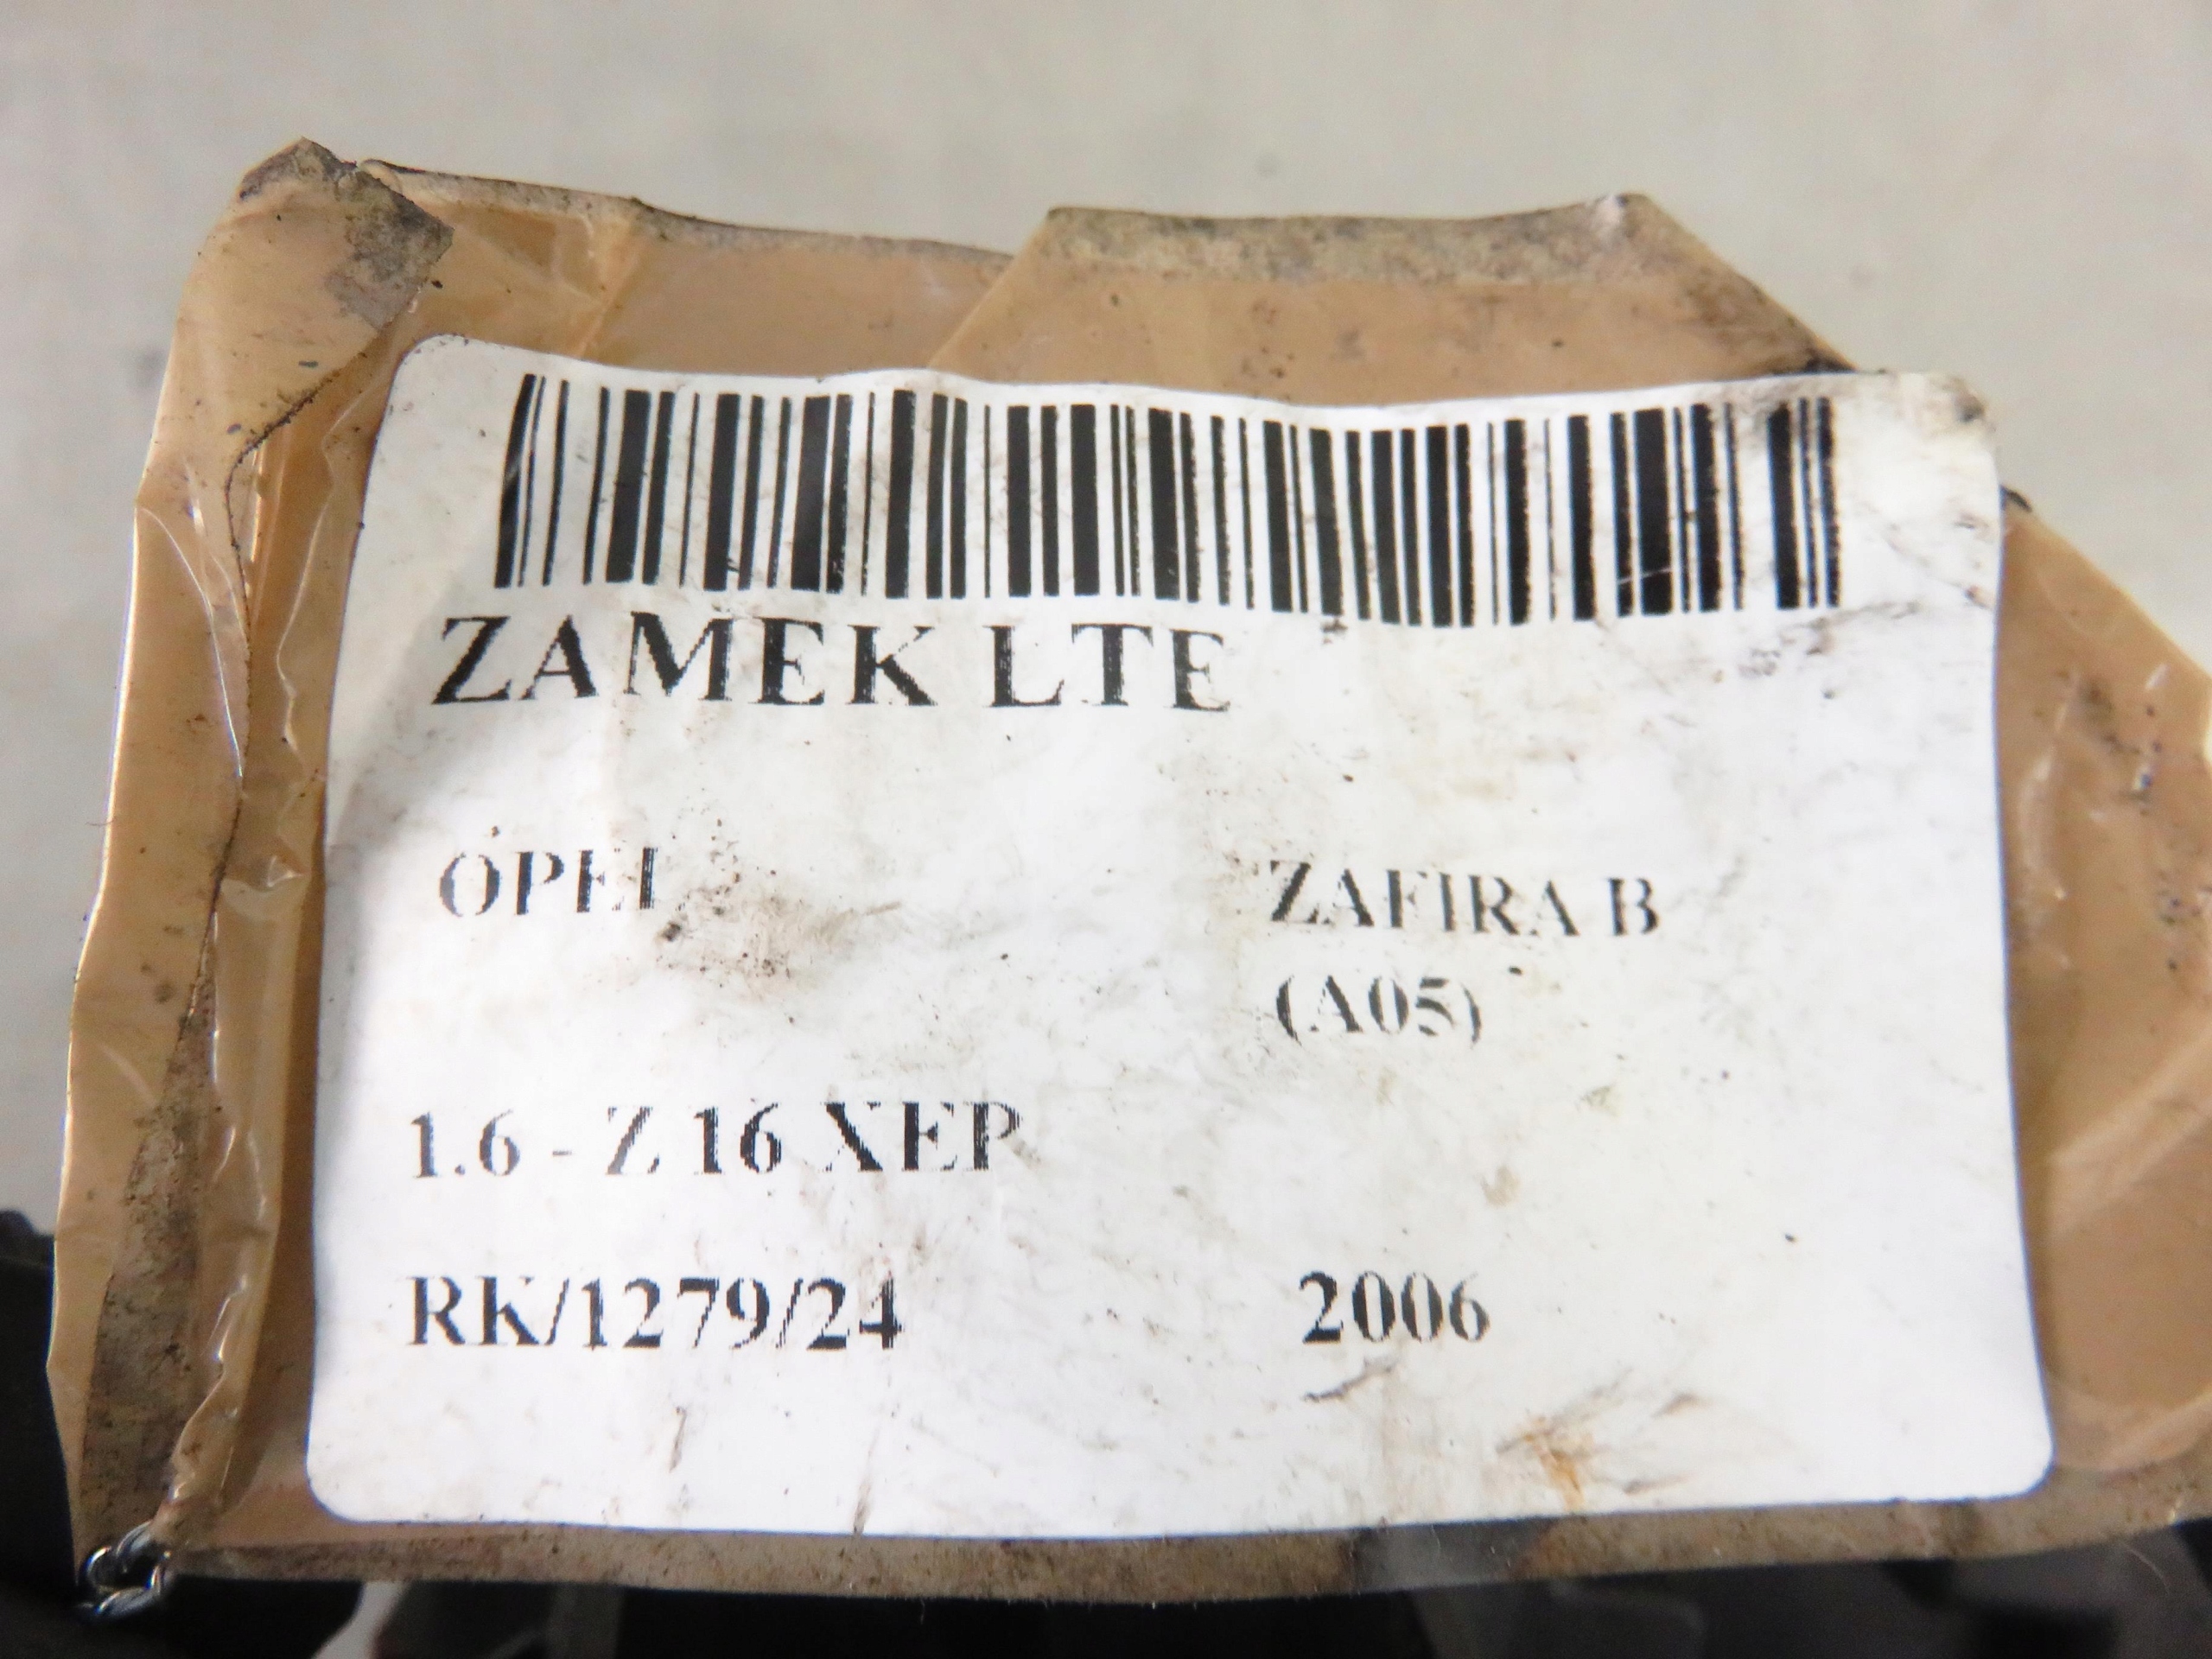 ZAMEK LTE
OPEL ZAFIRA B
(A05)
1.6 - Z 16 XEP
RK/1279/24 2006